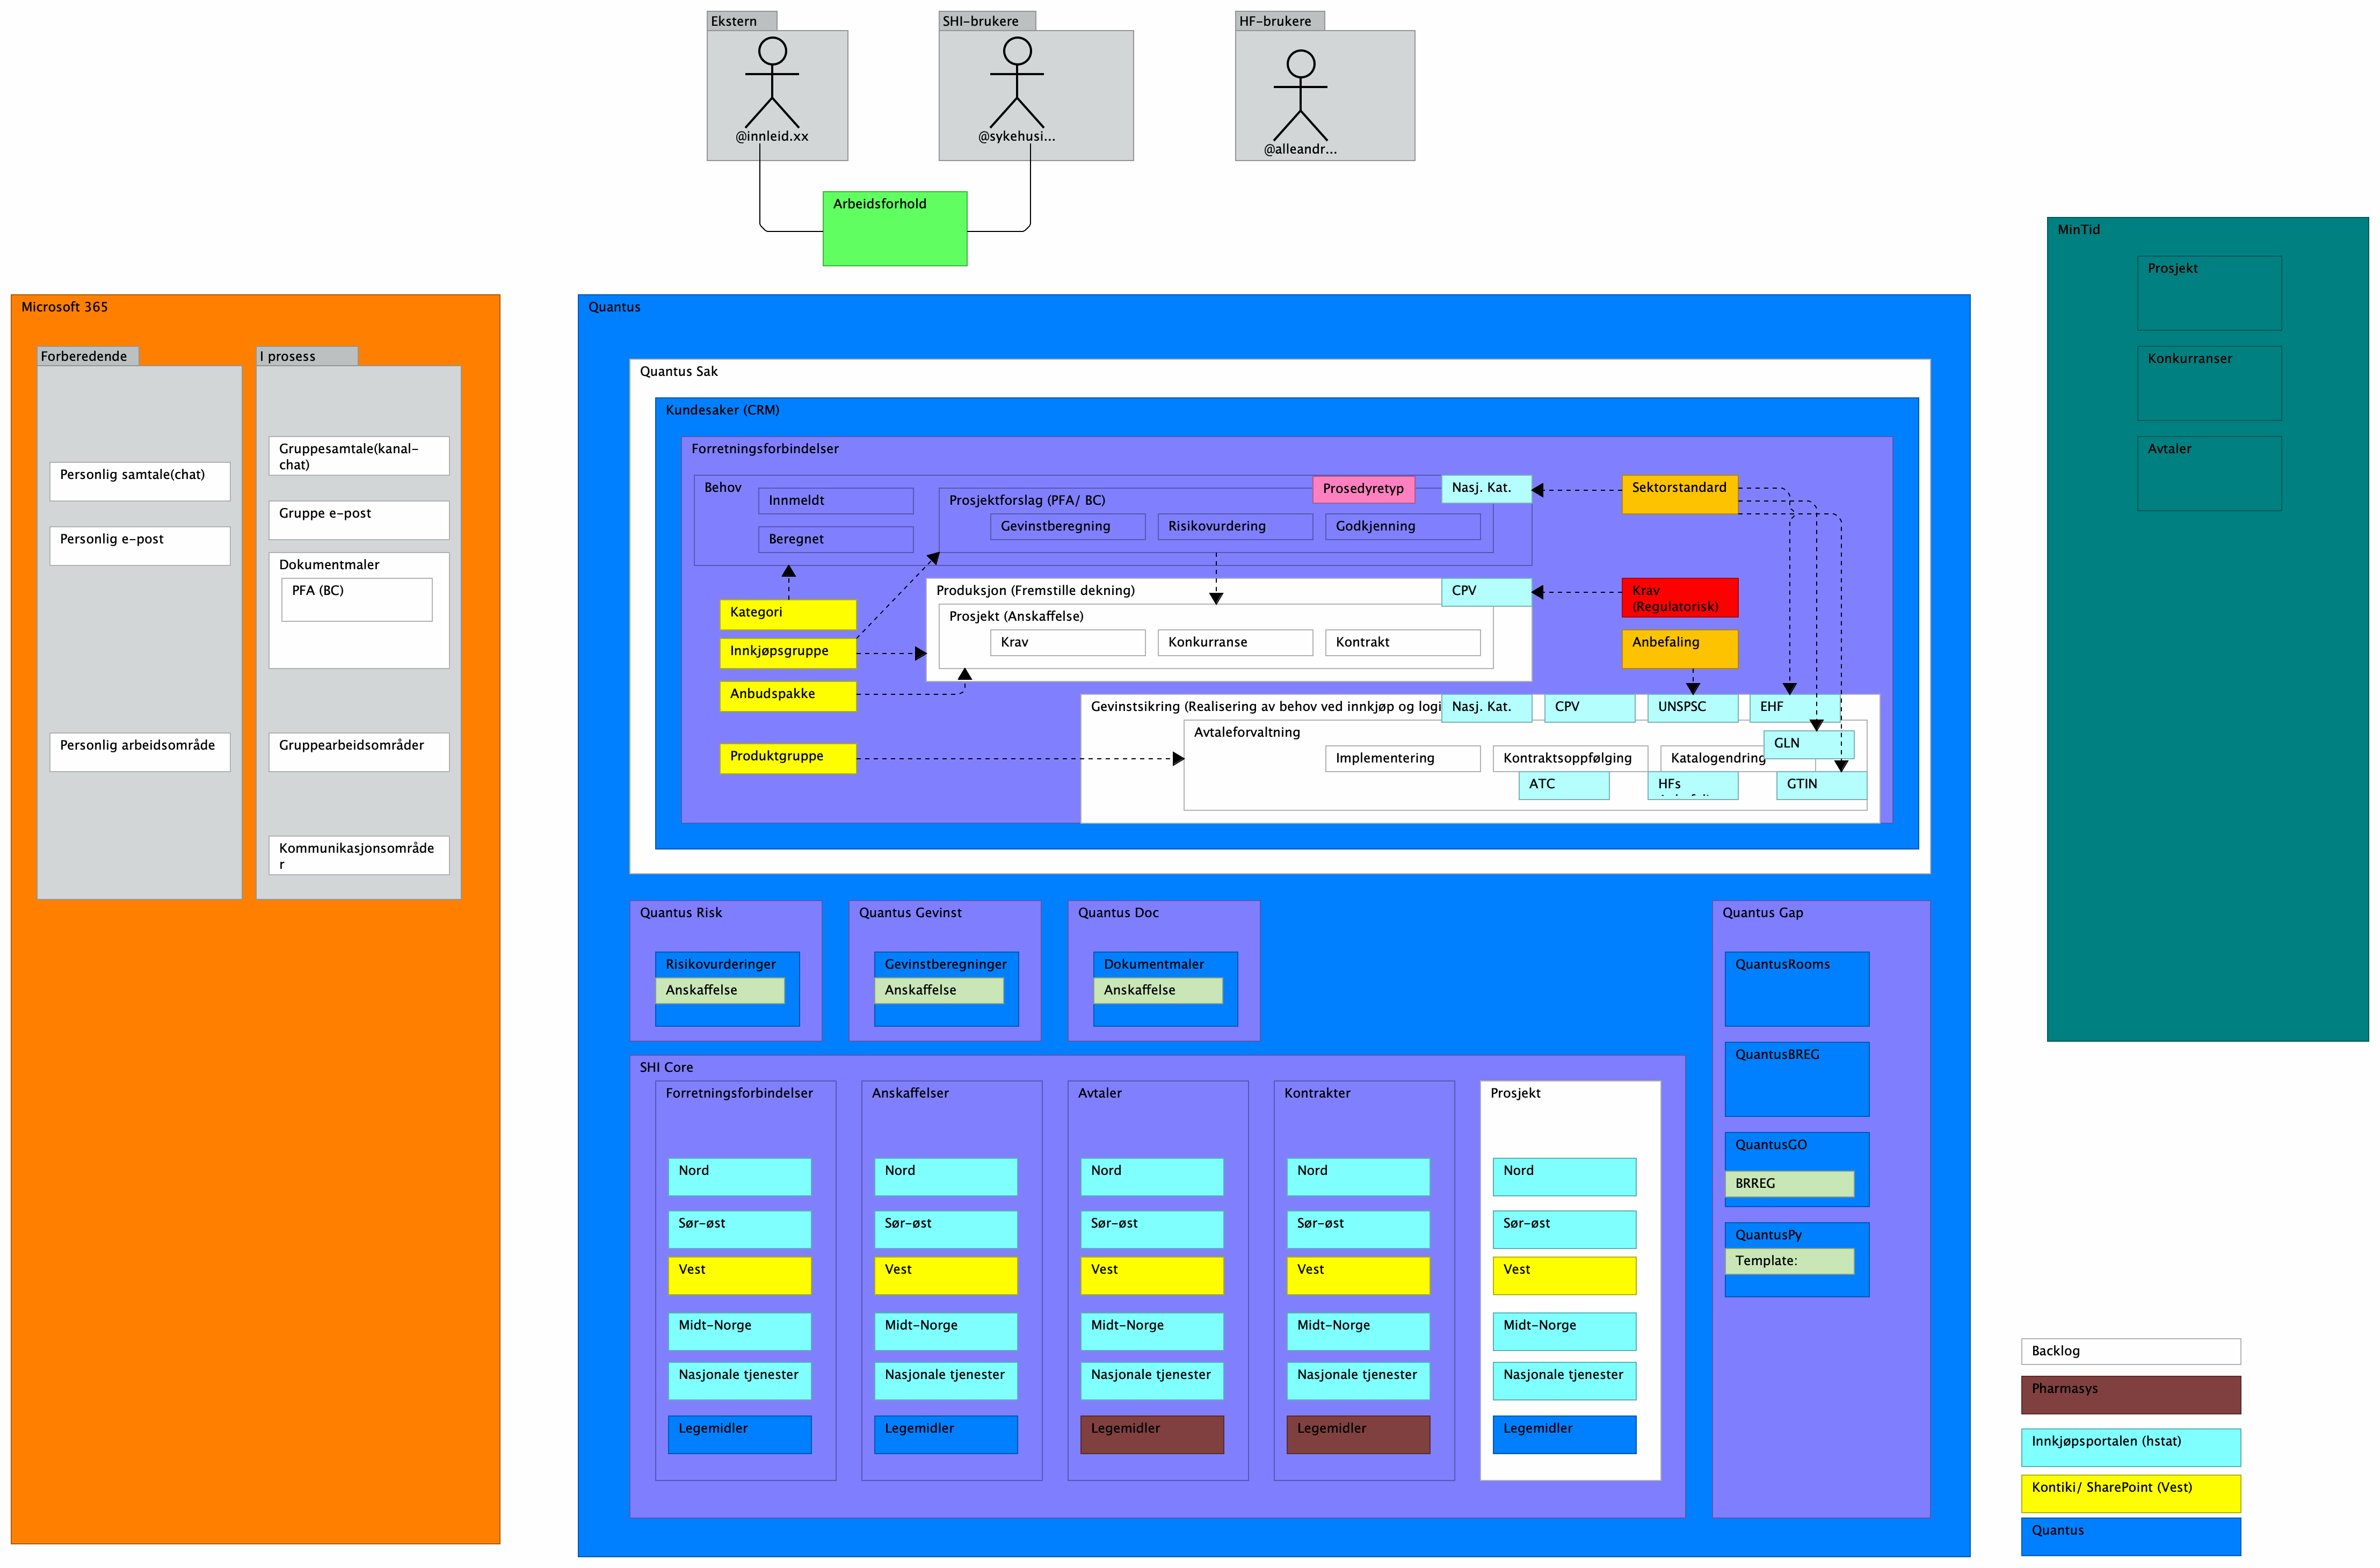 Ekstern
SHI-brukere
HF-brukere
@innleid.xx
@sykehusi...
@alleandr...
Arbeidsforhold
MinTid
Prosjekt
Konkurranser
Avtaler
Microsoft 365
Forberedende
I prosess
Personlig samtale(chat)
Personlig e-post
Personlig arbeidsområde
Gruppesamtale(kanal-
chat)
Gruppe e-post
Dokumentmaler
PFA (BC)
Gruppearbeidsområder
Kommunikasjonsområde
r
Quantus
Quantus Sak
Kundesaker (CRM)
Forretningsforbindelser
Behov
Innmeldt
Beregnet
Prosjektforslag (PFA/ BC)
Prosedyretyp
Nasj. Kat.
Sektorstandard
Gevinstberegning
Risikovurdering
Godkjenning
Kategori
Innkjøpsgruppe
Anbudspakke
Produktgruppe
Produksjon (Fremstille dekning)
CPV
Krav
(Regulatorisk)
Prosjekt (Anskaffelse)
Krav
Konkurranse
Kontrakt
Anbefaling
Gevinstsikring (Realisering av behov ved innkjøp og logi
Nasj. Kat.
CPV
UNSPSC
EHF
Avtaleforvaltning
GLN
Implementering
Kontraktsoppfølging
Katalogendring
ATC
HFs
GTIN
Quantus Risk
Risikovurderinger
Anskaffelse
Quantus Gevinst
Gevinstberegninger
Anskaffelse
Quantus Doc
Dokumentmaler
Anskaffelse
Quantus Gap
QuantusRooms
QuantusBREG
QuantusGO
BRREG
QuantusPy
Template:
SHI Core
Forretningsforbindelser
Nord
Sør-øst
Vest
Midt-Norge
Nasjonale tjenester
Legemidler
Anskaffelser
Nord
Sør-øst
Vest
Midt-Norge
Nasjonale tjenester
Legemidler
Avtaler
Nord
Sør-øst
Vest
Midt-Norge
Nasjonale tjenester
Legemidler
Kontrakter
Nord
Sør-øst
Vest
Midt-Norge
Nasjonale tjenester
Legemidler
Prosjekt
Nord
Sør-øst
Vest
Midt-Norge
Nasjonale tjenester
Legemidler
Backlog
Pharmasys
Innkjøpsportalen (hstat)
Kontiki/ SharePoint (Vest)
Quantus